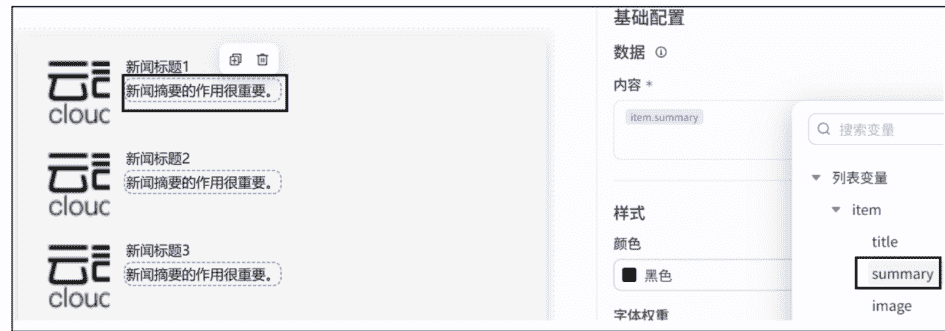 云
clouc
新闻标题1
新闻摘要的作用很重要。
云
clouc
新闻标题2
新闻摘要的作用很重要。
云
clouc
新闻标题3
新闻摘要的作用很重要。
基础配置
数据
内容 *
item.summary
样式
颜色
黑色
字体权重
搜索变量
列表变量
item
title
summary
image